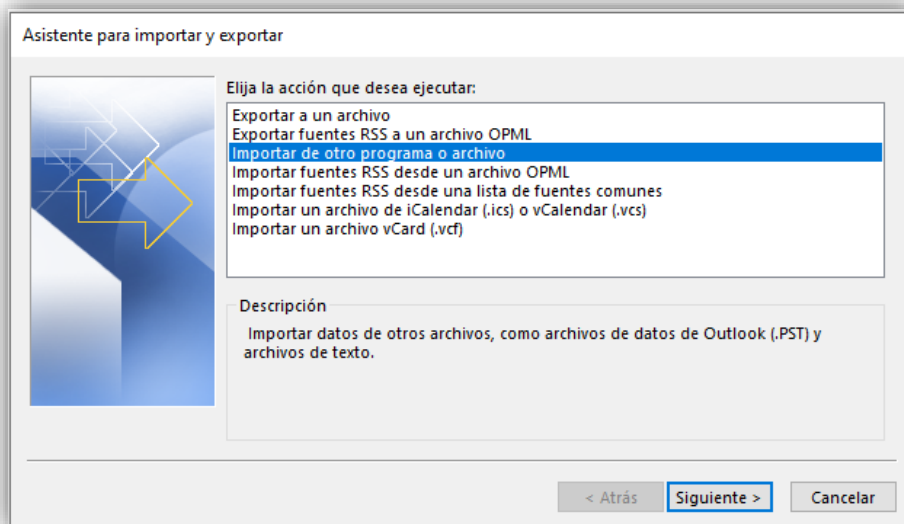 Asistente para importar y exportar
Elija la acción que desea ejecutar:
Exportar a un archivo
Exportar fuentes RSS a un archivo OPML
Importar de otro programa o archivo
Importar fuentes RSS desde un archivo OPML
Importar fuentes RSS desde una lista de fuentes comunes
Importar un archivo de iCalendar (.ics) o vCalendar (.vcs)
Importar un archivo vCard (.vcf)
Descripción
Importar datos de otros archivos, como archivos de datos de Outlook (.PST) y
archivos de texto.
< Atrás
Siguiente >
Cancelar